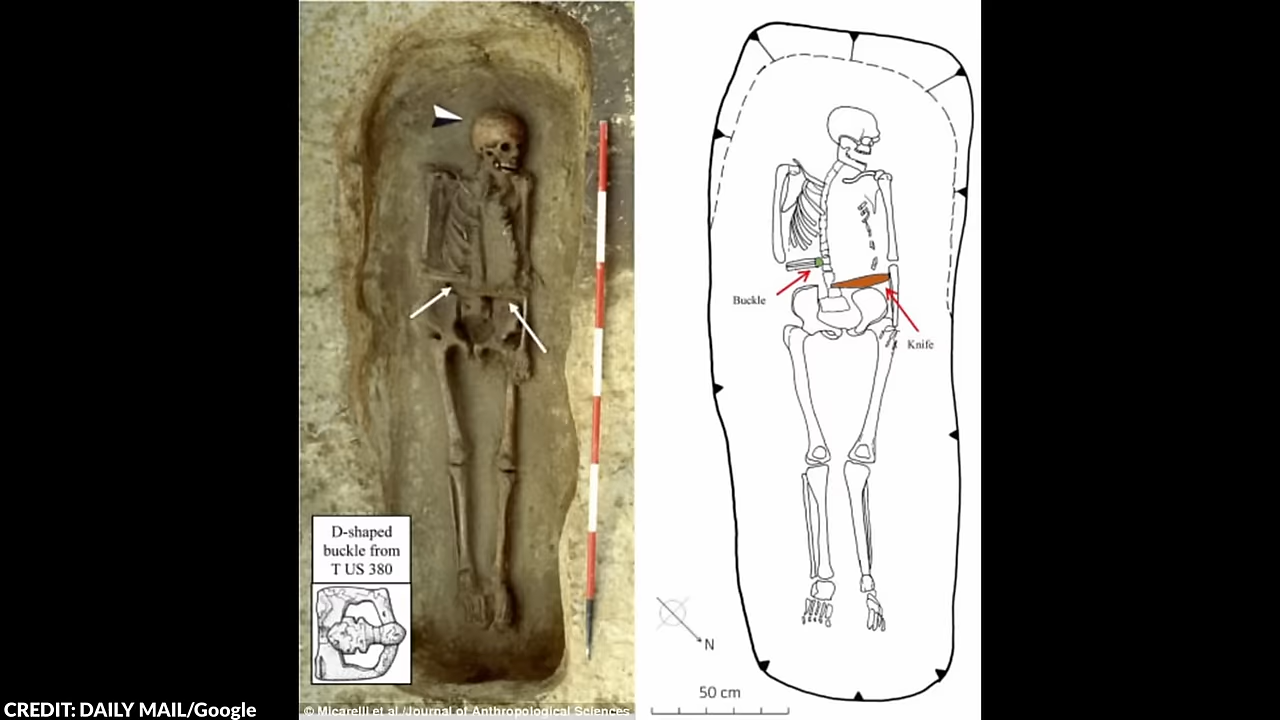 D-shaped
buckle from
T US 380
Buckle
Knife
N
50 cm
© Micarelli et al./Journal of Anthropological Sciences
CREDIT: DAILY MAIL/Google